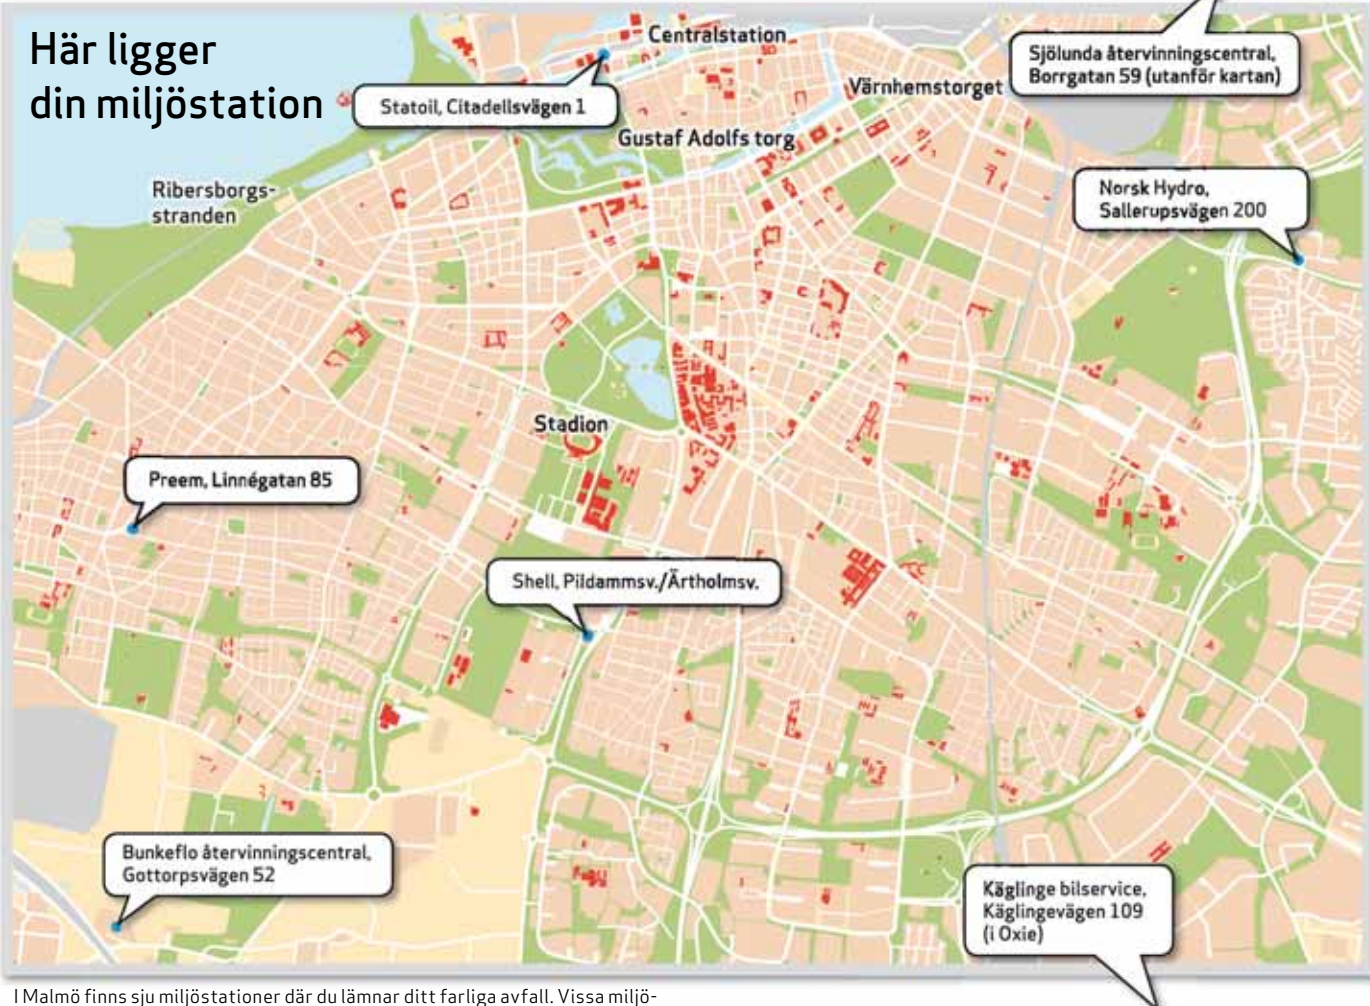 Här ligger
din miljöstation
Centralstation
Sjölunda återvinningscentral,
Borrgatan 59 (utanför kartan)
Statoil, Citadellsvägen 1
Värnhemstorget
Gustaf Adolfs torg
Ribersborgs-
stranden
Norsk Hydro,
Sallerupsvägen 200
Stadion
Preem, Linnégatan 85
Shell, Pildammsv./Ärtholmsv.
Bunkeflo återvinningscentral,
Gottorpsvägen 52
Käglinge bilservice,
Käglingevägen 109
(i Oxie)
I Malmö finns sju miljöstationer där du lämnar ditt farliga avfall. Vissa miljö-